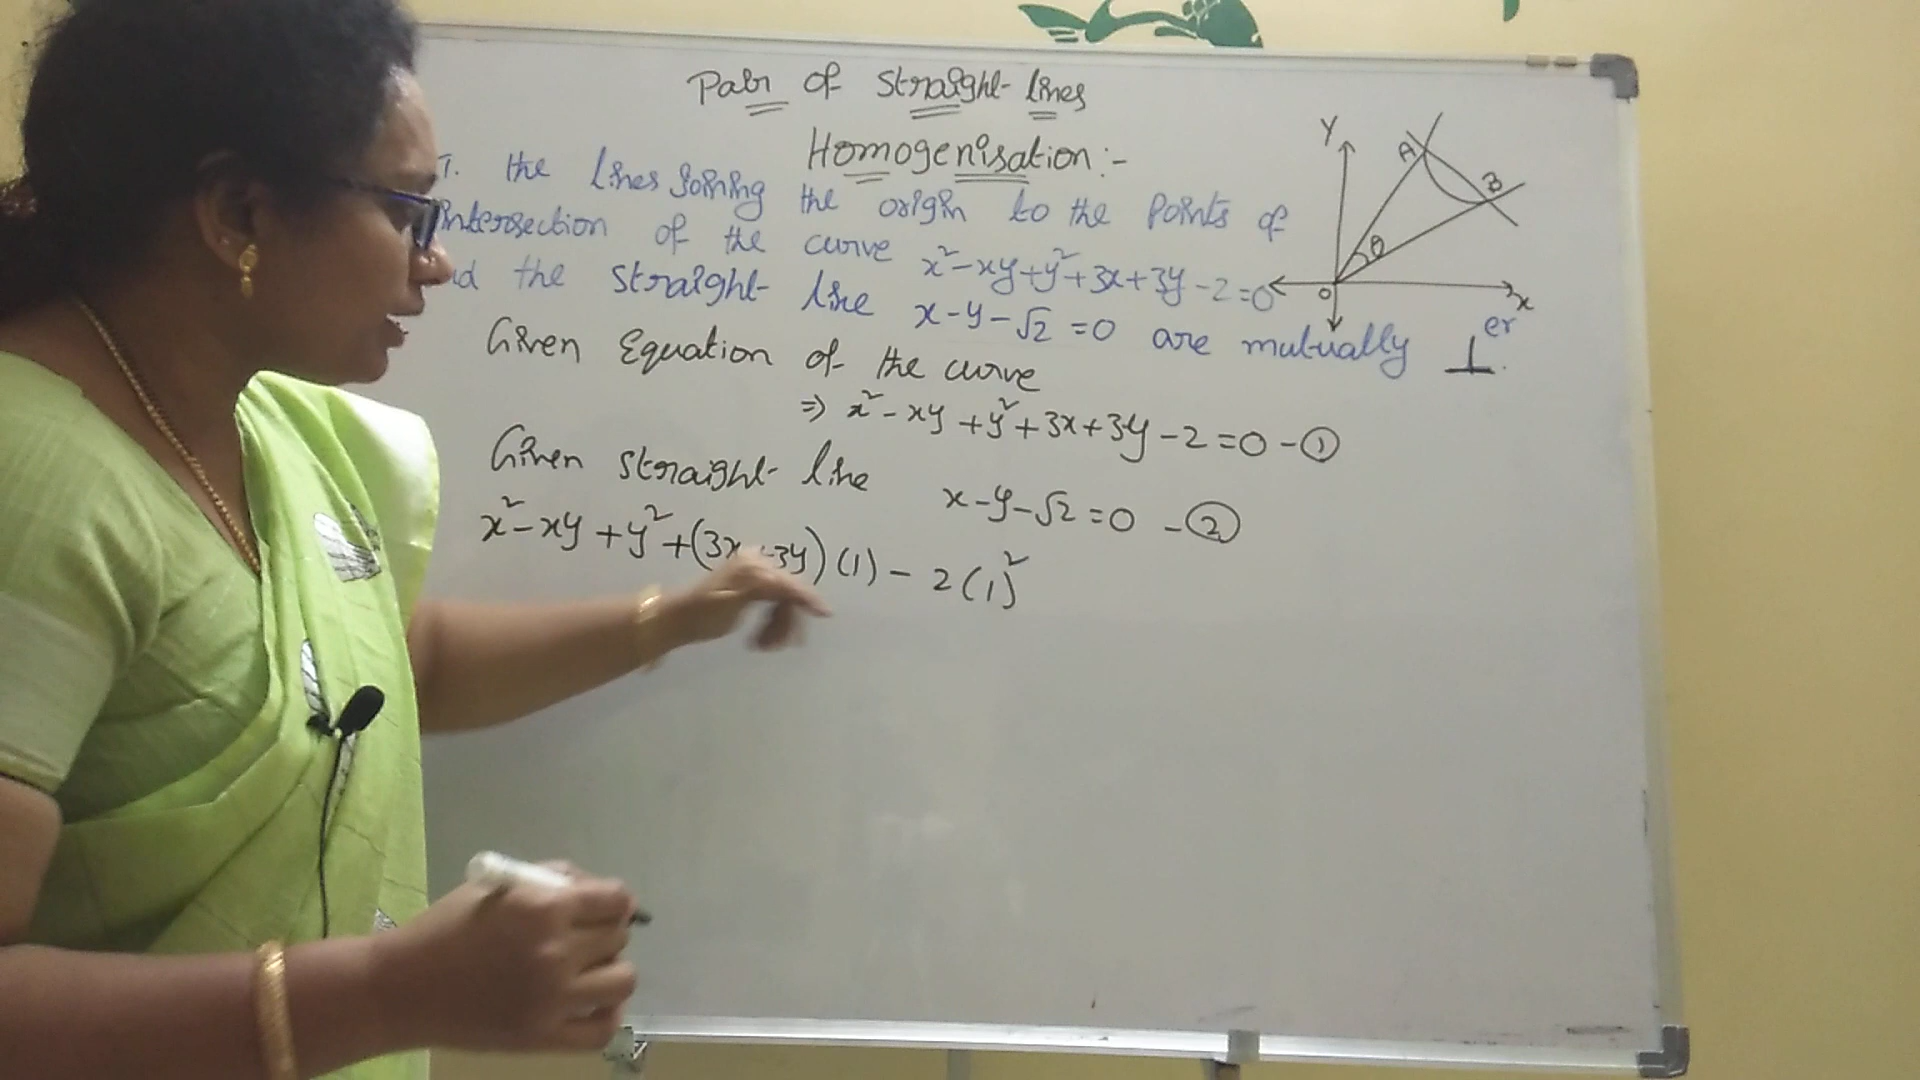 Pair of Straight lines
Homogenisation :-
T. the lines joining the origin to the points of
intersection of the curve x²-xy+y²+3x+3y-2=0
the straight line x-y-√2=0 are mutually ⊥er.
Y A B θ O x
Given Equation of the curve
⇒ x²-xy+y²+3x+3y-2=0 -①
Given straight line x-y-√2=0 -②
x²-xy+y²+(3x+3y)(1)-2(1)²